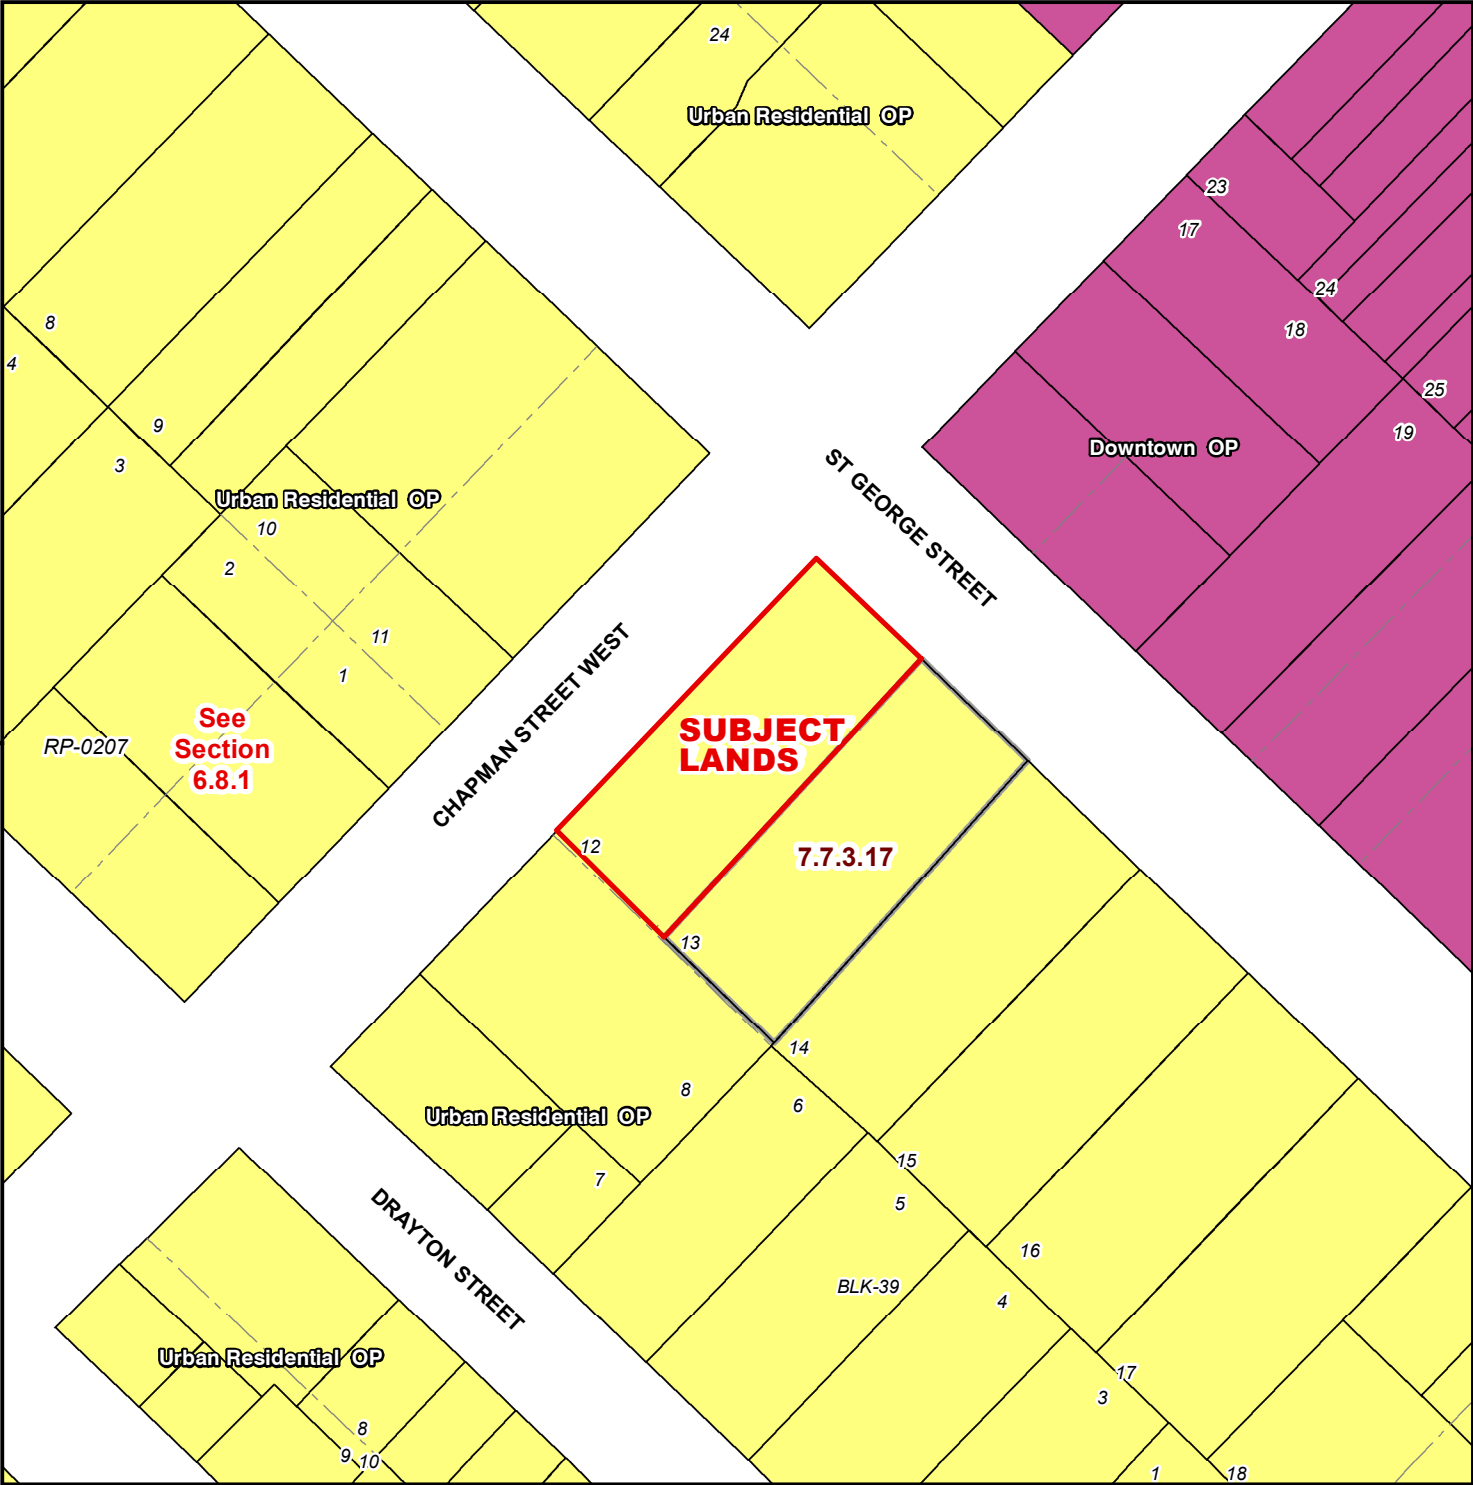 24
Urban Residential OP
23
17
24
18
25
19
Downtown OP
8
4
9
3
Urban Residential OP
10
2
11
1
ST GEORGE STREET
CHAPMAN STREET WEST
See
Section
6.8.1
RP-0207
SUBJECT
LANDS
12
7.7.3.17
13
14
8
6
Urban Residential OP
7
15
5
16
BLK-39
4
DRAYTON STREET
17
3
Urban Residential OP
8
9
10
1
18